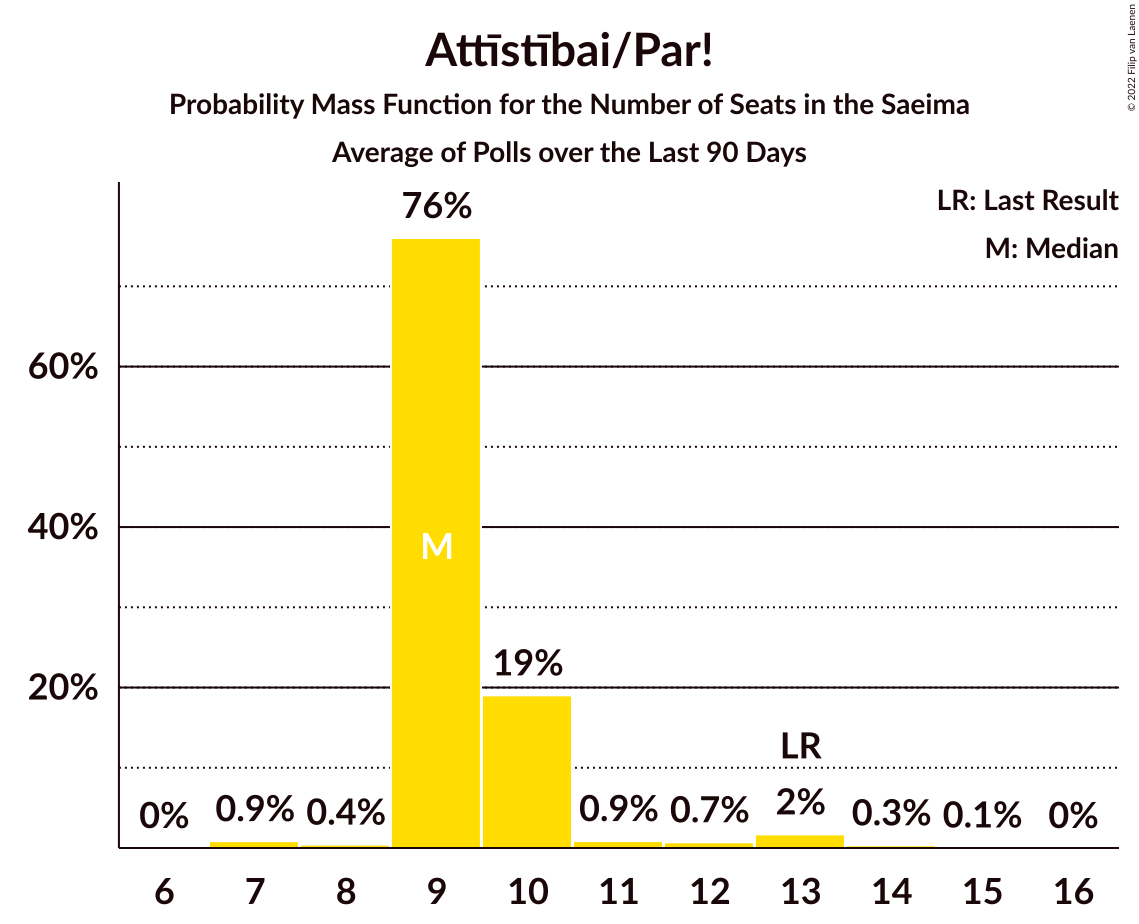 Attīstībai/Par!
Probability Mass Function for the Number of Seats in the Saeima
Average of Polls over the Last 90 Days
© 2022 Filip van Laenen
LR: Last Result
M: Median
76%
60%
40%
M
19%
20%
LR
0%
0.9%
0.4%
0.9%
0.7%
2%
0.3%
0.1%
0%
6 7 8 9 10 11 12 13 14 15 16